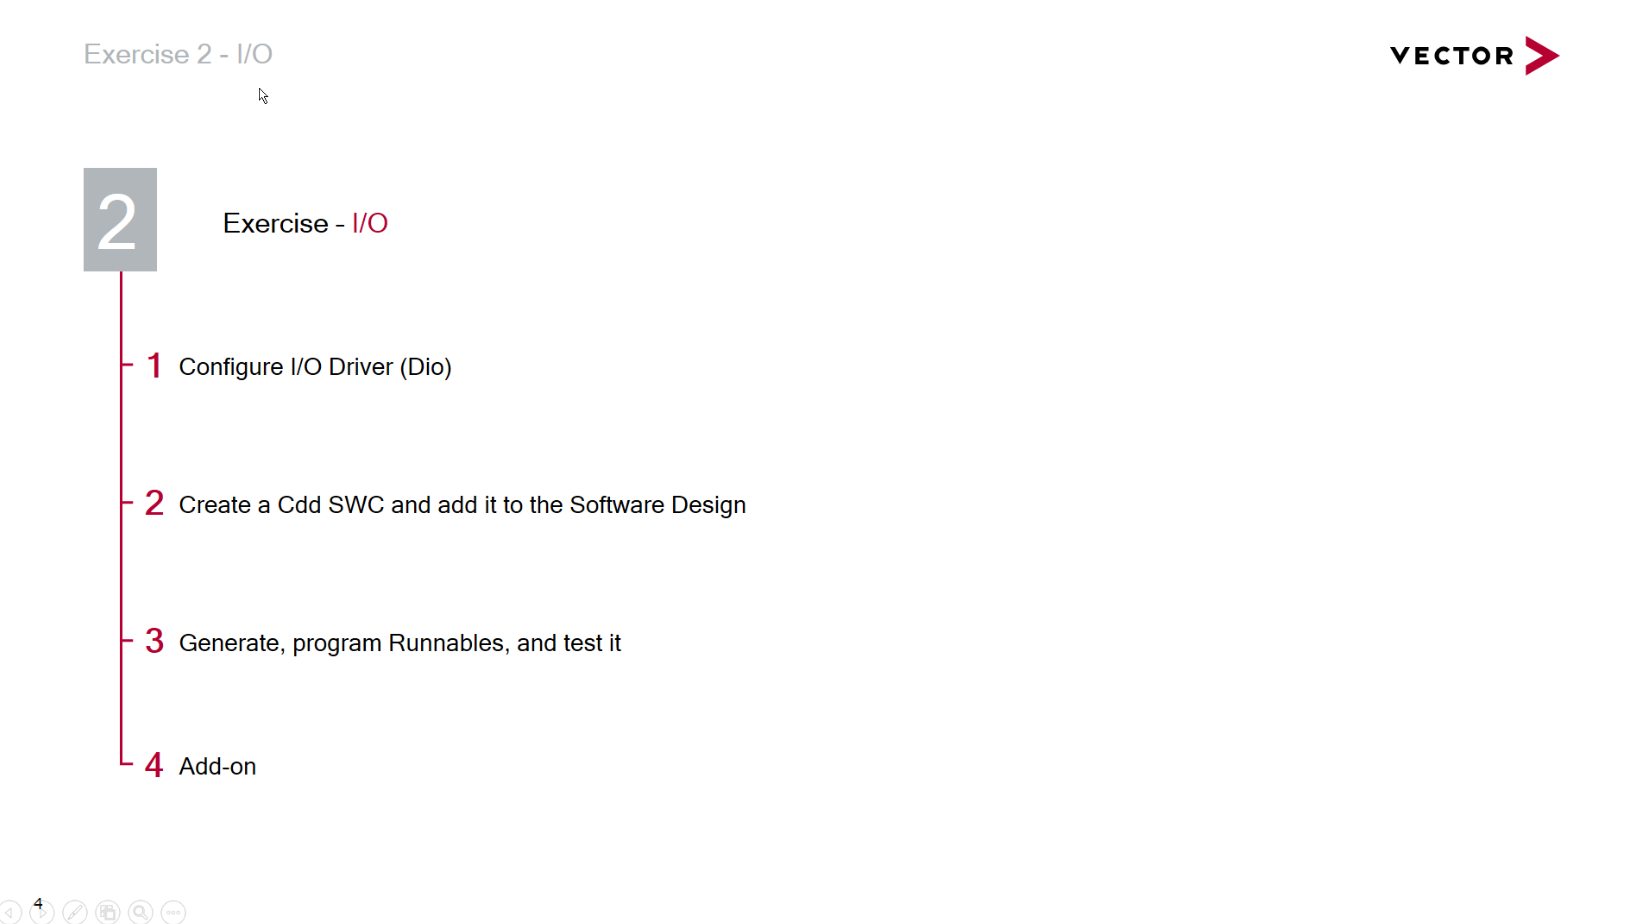 Exercise 2 - I/O
VECTOR
2
Exercise - I/O
1 Configure I/O Driver (Dio)
2 Create a Cdd SWC and add it to the Software Design
3 Generate, program Runnables, and test it
4 Add-on
4